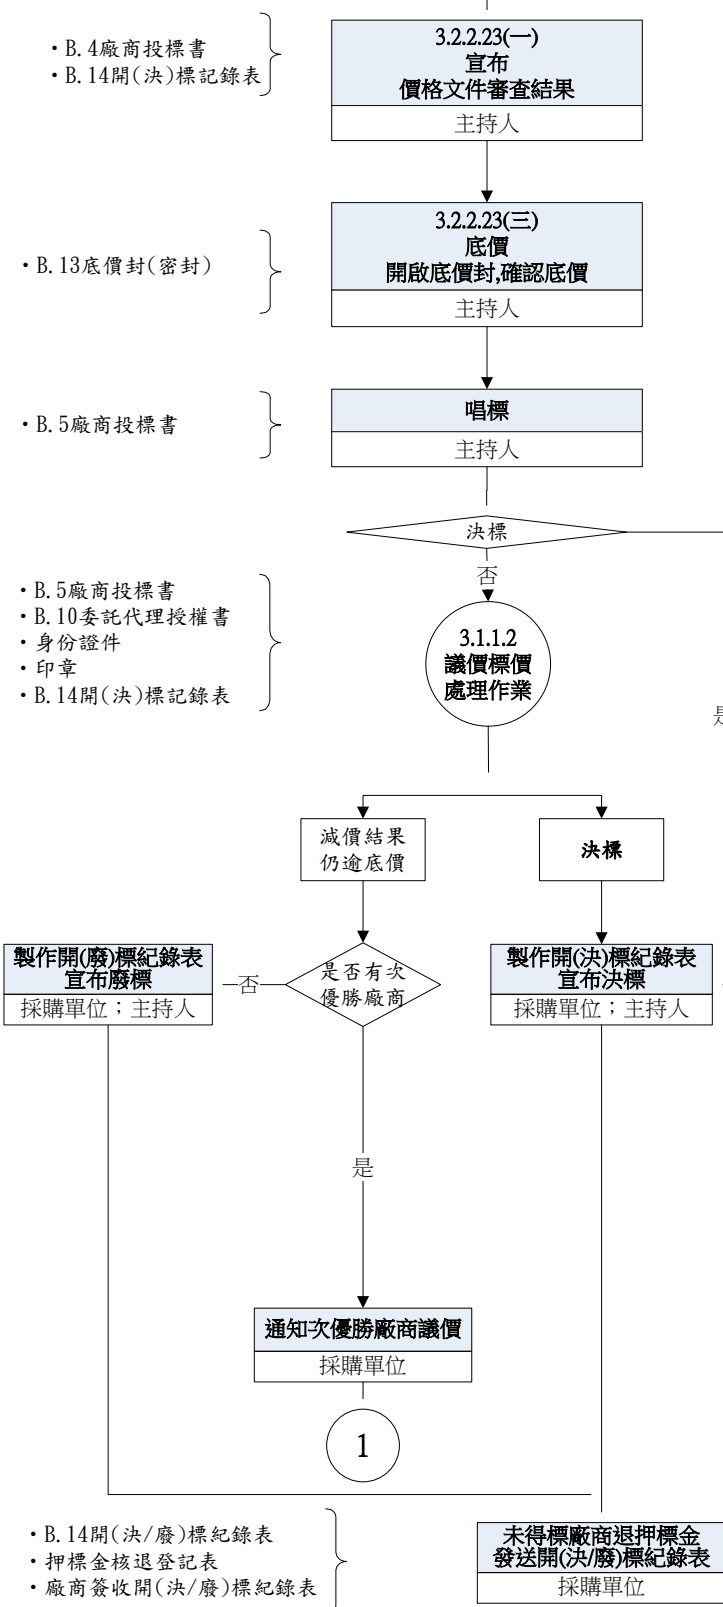 ・B.4廠商投標書
・B.14開(決)標記錄表
3.2.2.23(一)
宣布
價格文件審查結果
主持人
・B.13底價封(密封)
3.2.2.23(三)
底價
開啟底價封,確認底價
主持人
・B.5廠商投標書
唱標
主持人
決標
否
・B.5廠商投標書
・B.10委託代理授權書
・身份證件
・印章
・B.14開(決)標記錄表
3.1.1.2
議價標價
處理作業
是
減價結果
仍逾底價
決標
製作開(廢)標紀錄表
宣布廢標
採購單位；主持人
否
是否有次
優勝廠商
製作開(決)標紀錄表
宣布決標
採購單位；主持人
是
通知次優勝廠商議價
採購單位
1
・B.14開(決/廢)標紀錄表
・押標金核退登記表
・廠商簽收開(決/廢)標紀錄表
未得標廠商退押標金
發送開(決/廢)標紀錄表
採購單位